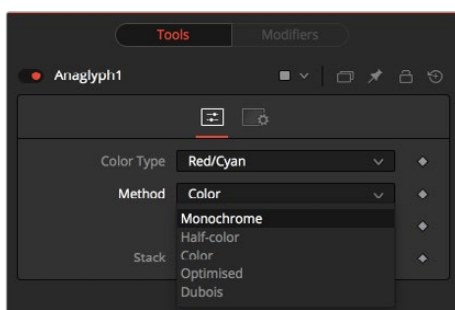 Tools Modifiers
Anaglyph1
Color Type Red/Cyan
Method Color
Monochrome
Half-color
Stack Color
Optimised
Dubois